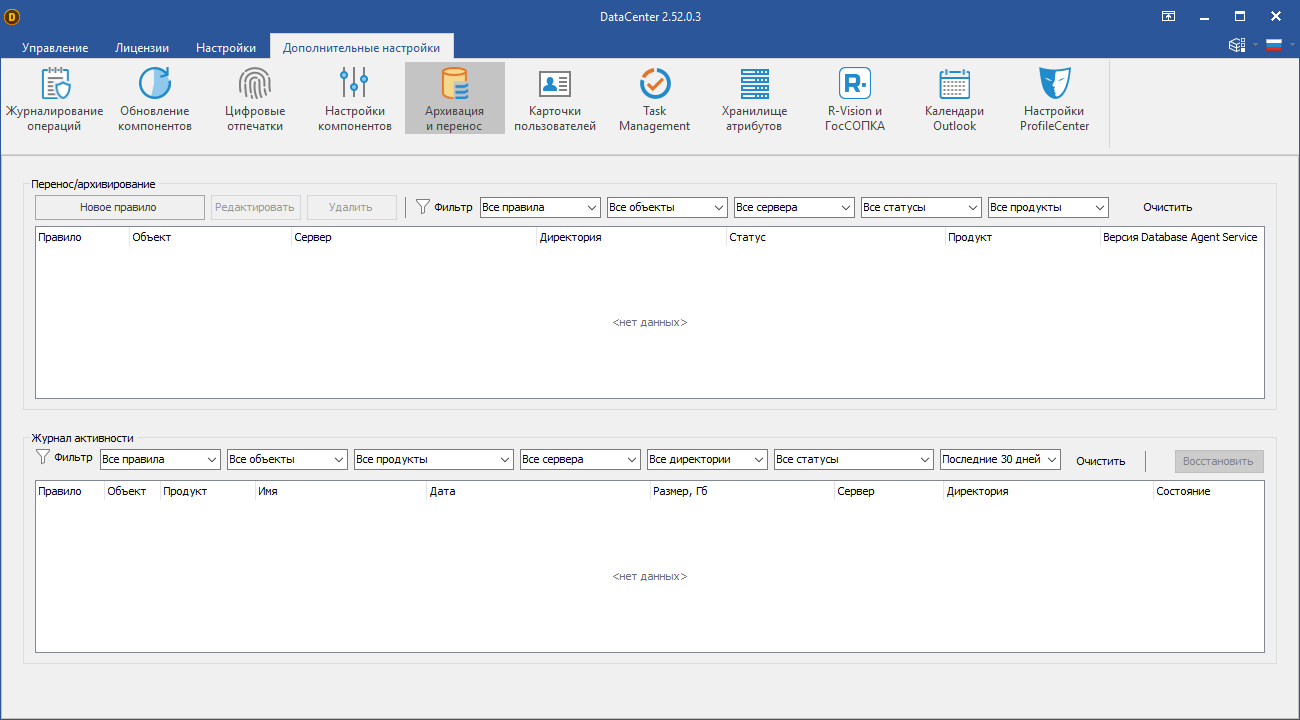 D
DataCenter 2.52.0.3
Управление Лицензии Настройки Дополнительные настройки
Журналирование операций
Обновление компонентов
Цифровые отпечатки
Настройки компонентов
Архивация и перенос
Карточки пользователей
Task Management
Хранилище атрибутов
R·
R-Vision и ГосСОПКА
Календари Outlook
Настройки ProfileCenter
Перенос/архивирование
Новое правило Редактировать Удалить Фильтр Все правила Все объекты Все сервера Все статусы Все продукты Очистить
Правило Объект Сервер Директория Статус Продукт Версия Database Agent Service
<нет данных>
Журнал активности
Фильтр Все правила Все объекты Все продукты Все сервера Все директории Все статусы Последние 30 дней Очистить Восстановить
Правило Объект Продукт Имя Дата Размер, Гб Сервер Директория Состояние
<нет данных>